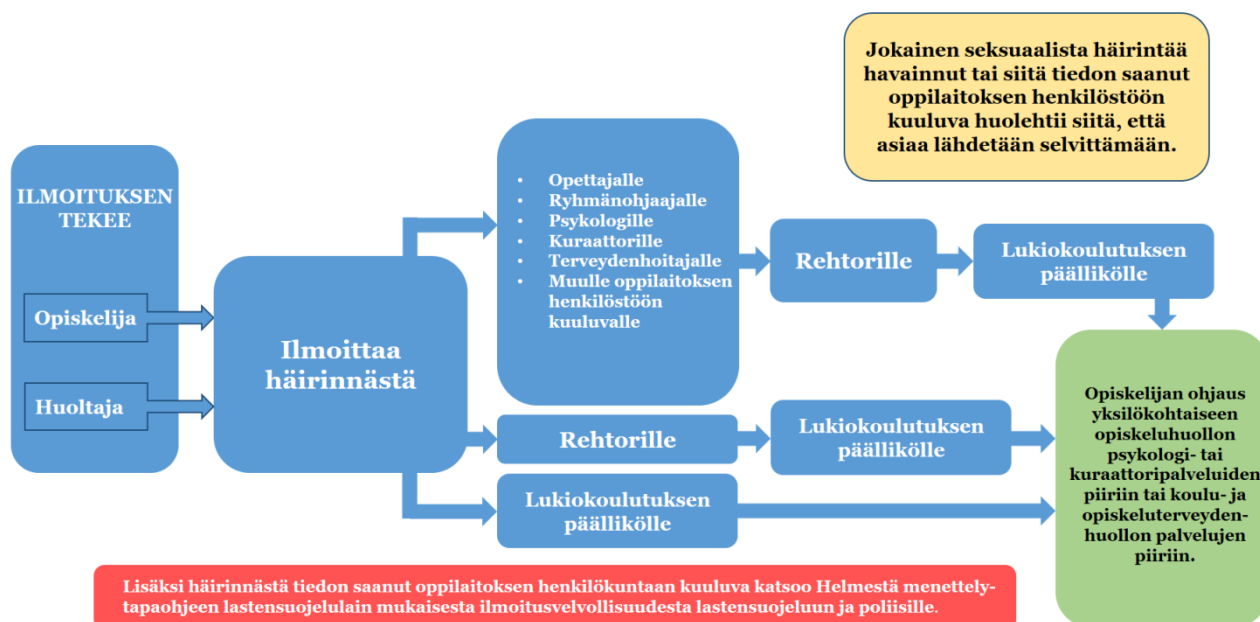 Jokainen seksuaalista häirintää
havainnut tai siitä tiedon saanut
oppilaitoksen henkilöstöön
kuuluva huolehtii siitä, että
asiaa lähdetään selvittämään.
ILMOITUKSEN
TEKEE
Opiskelija
Huoltaja
Ilmoittaa
häirinnästä
• Opettajalle
• Ryhmänohjaajalle
• Psykologille
• Kuraattorille
• Terveydenhoitajalle
• Muulle oppilaitoksen
henkilöstöön
kuuluvalle
Rehtorille
Lukiokoulutuksen
päällikölle
Rehtorille
Lukiokoulutuksen
päällikölle
Lukiokoulutuksen
päällikölle
Opiskelijan ohjaus
yksilökohtaiseen
opiskeluhuollon
psykologi- tai
kuraattoripalveluiden
piiriin tai koulu- ja
opiskeluterveyden-
huollon palvelujen
piiriin.
Lisäksi häirinnästä tiedon saanut oppilaitoksen henkilökuntaan kuuluva katsoo Helmestä menettely-
tapaohjeen lastensuojelulain mukaisesta ilmoitusvelvollisuudesta lastensuojeluun ja poliisille.